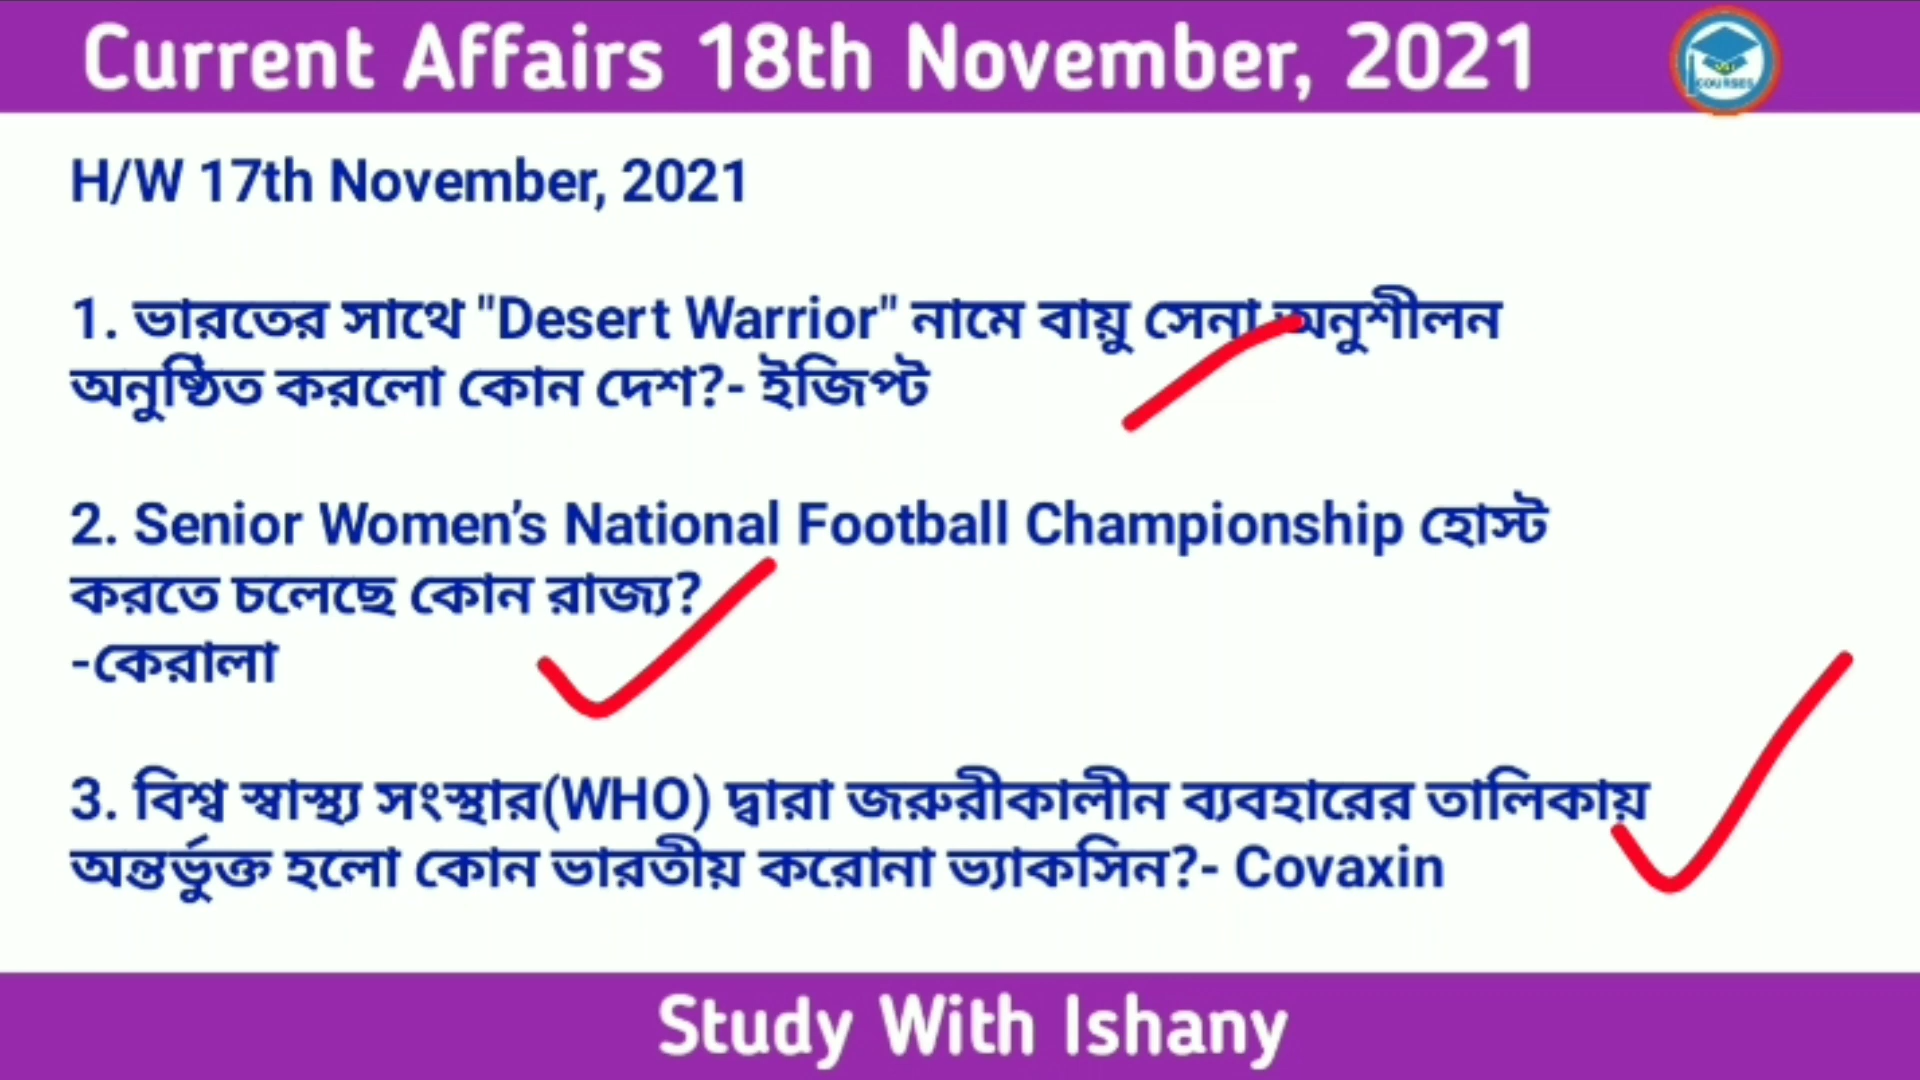 Current Affairs 18th November, 2021
COURSES
H/W 17th November, 2021
1. ভারতের সাথে "Desert Warrior" নামে বায়ু সেনা অনুশীলন
অনুষ্ঠিত করলো কোন দেশ?- ইজিপ্ট
2. Senior Women’s National Football Championship হোস্ট
করতে চলেছে কোন রাজ্য?
-কেরালা
3. বিশ্ব স্বাস্থ্য সংস্থার(WHO) দ্বারা জরুরীকালীন ব্যবহারের তালিকায়
অন্তর্ভুক্ত হলো কোন ভারতীয় করোনা ভ্যাকসিন?- Covaxin
Study With Ishany